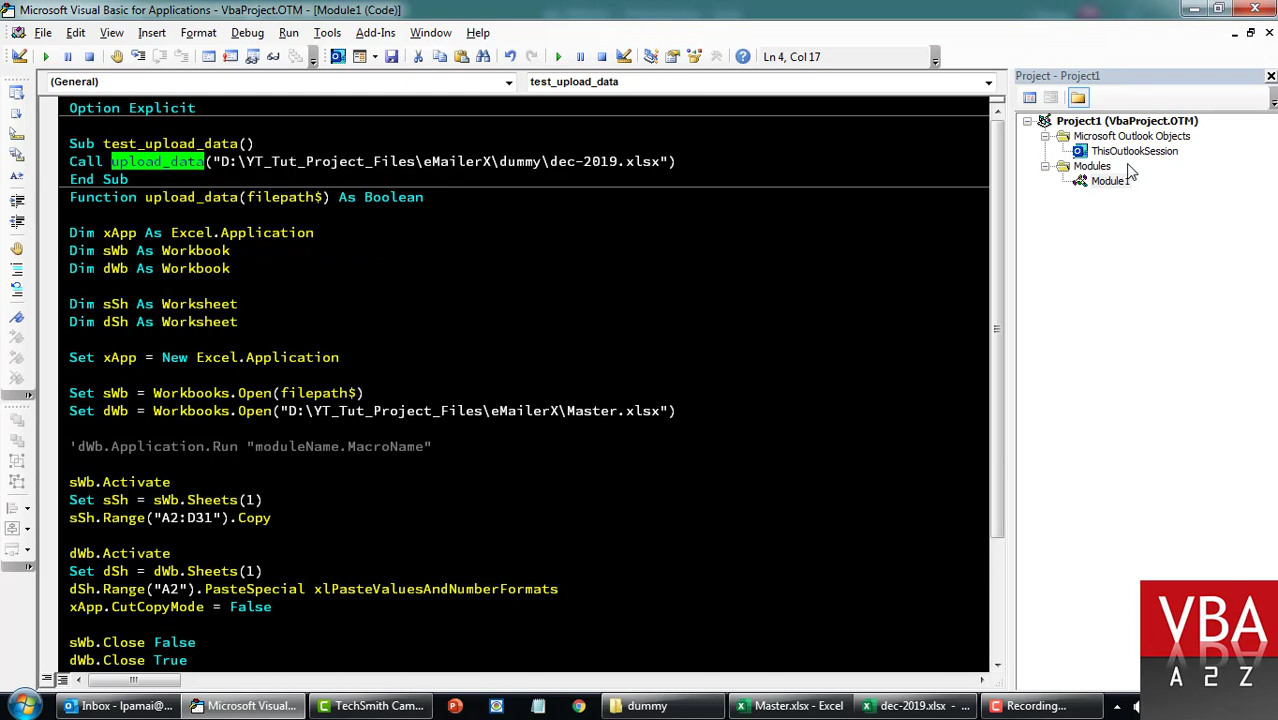 Microsoft Visual Basic for Applications - VbaProject.OTM - [Module1 (Code)]
File Edit View Insert Format Debug Run Tools Add-Ins Window Help
Ln 4, Col 17
(General) test_upload_data
Project - Project1
Option Explicit
Sub test_upload_data()
Call upload_data("D:\YT_Tut_Project_Files\eMailerX\dummy\dec-2019.xlsx")
End Sub
Function upload_data(filepath$) As Boolean
Dim xApp As Excel.Application
Dim sWb As Workbook
Dim dWb As Workbook
Dim sSh As Worksheet
Dim dSh As Worksheet
Set xApp = New Excel.Application
Set sWb = Workbooks.Open(filepath$)
Set dWb = Workbooks.Open("D:\YT_Tut_Project_Files\eMailerX\Master.xlsx")
'dWb.Application.Run "moduleName.MacroName"
sWb.Activate
Set sSh = sWb.Sheets(1)
sSh.Range("A2:D31").Copy
dWb.Activate
Set dSh = dWb.Sheets(1)
dSh.Range("A2").PasteSpecial xlPasteValuesAndNumberFormats
xApp.CutCopyMode = False
sWb.Close False
dWb.Close True
Project1 (VbaProject.OTM)
Microsoft Outlook Objects
ThisOutlookSession
Modules
Module1
VBA
A 2 Z
Inbox - lpamai@... Microsoft Visual... TechSmith Cam... dummy Master.xlsx - Excel dec-2019.xlsx - ... Recording...